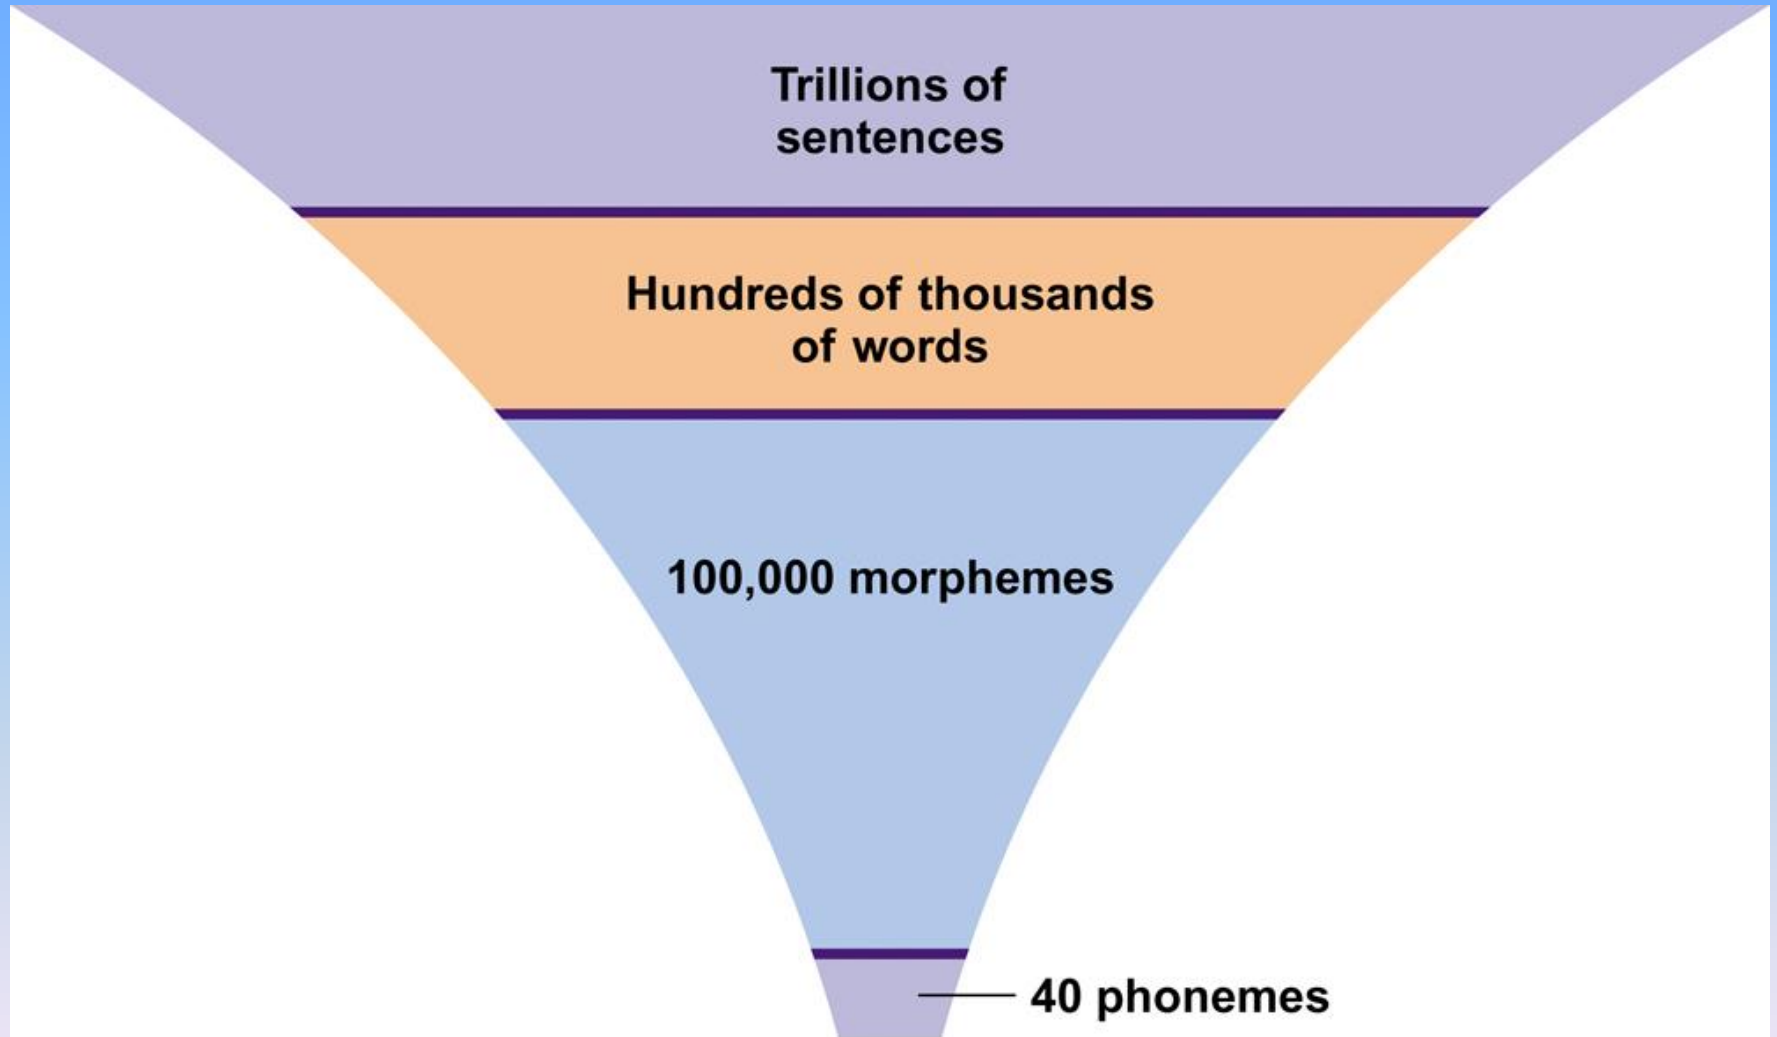 Trillions of
sentences
Hundreds of thousands
of words
100,000 morphemes
40 phonemes